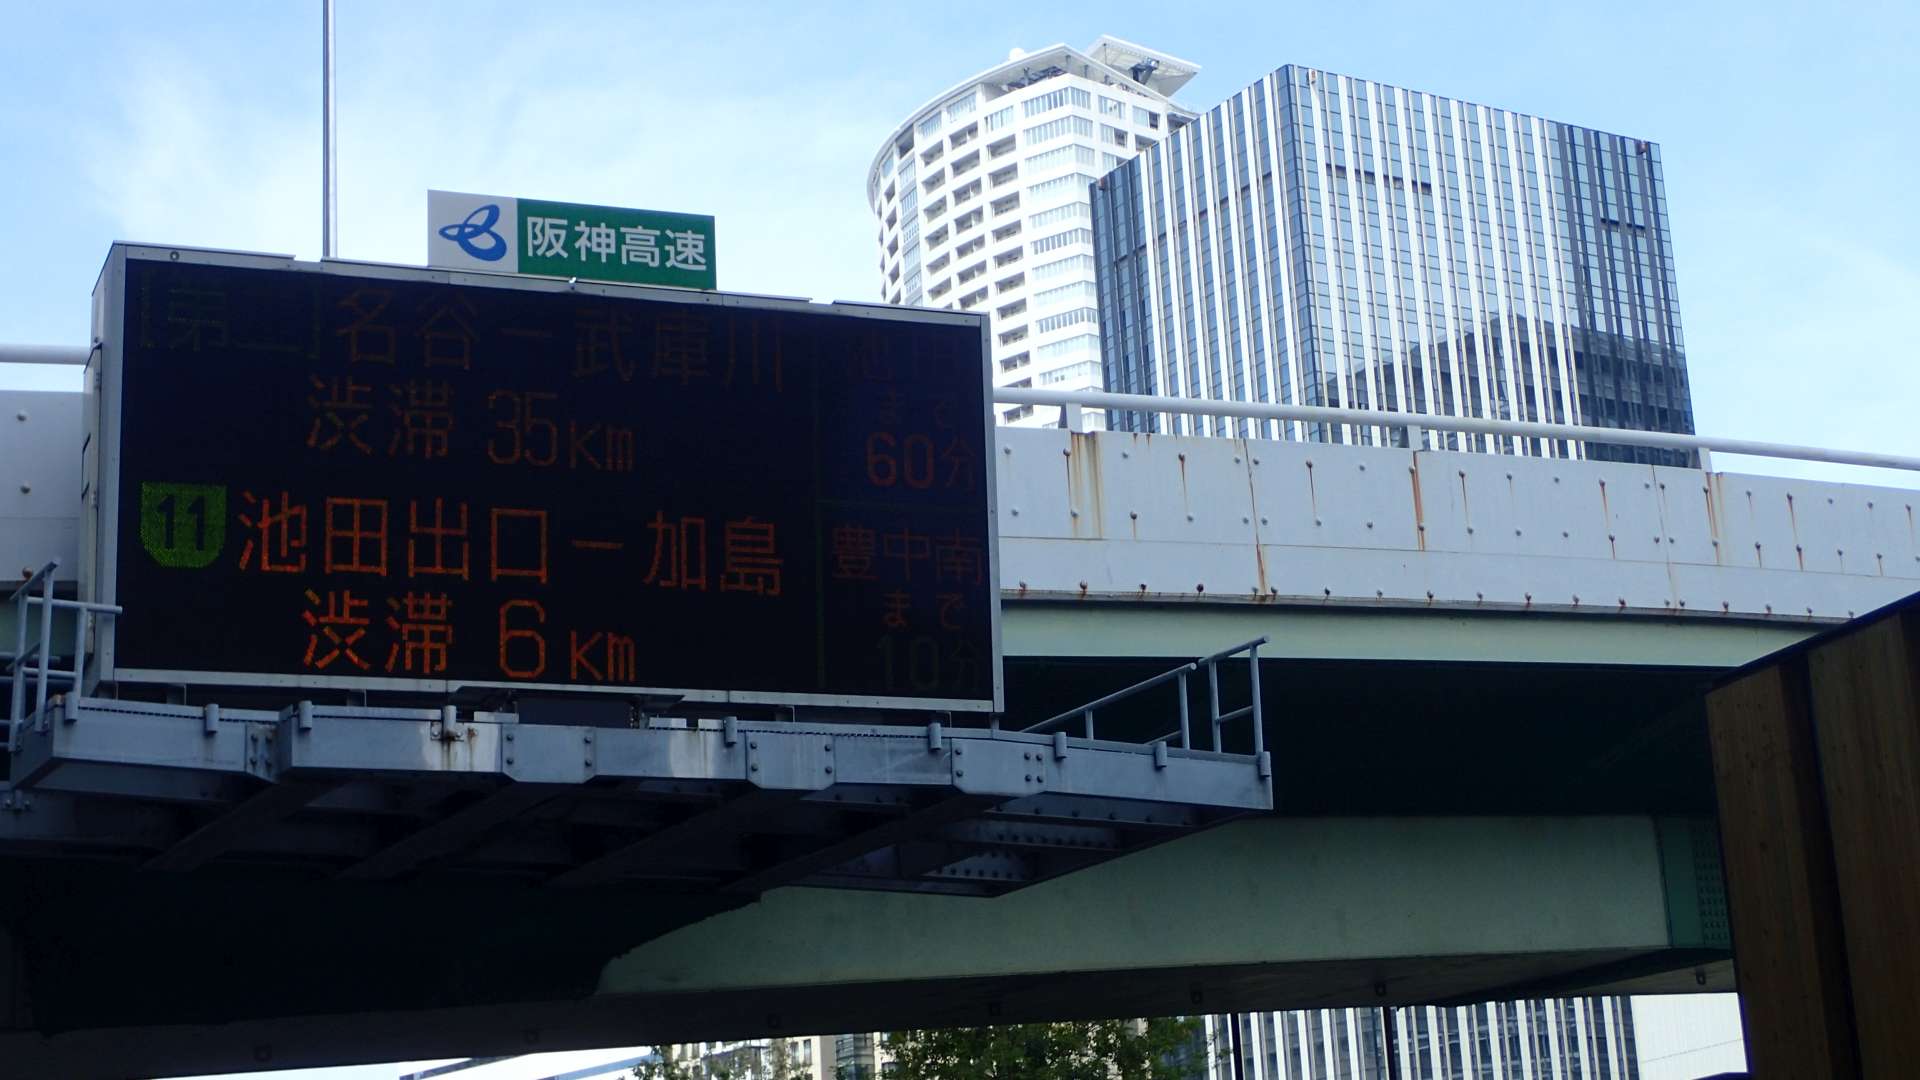 阪神高速
[第二]名谷－武庫川
渋滞 35km
池田
まで
60分
11 池田出口－加島
渋滞 6km
豊中南
まで
10分